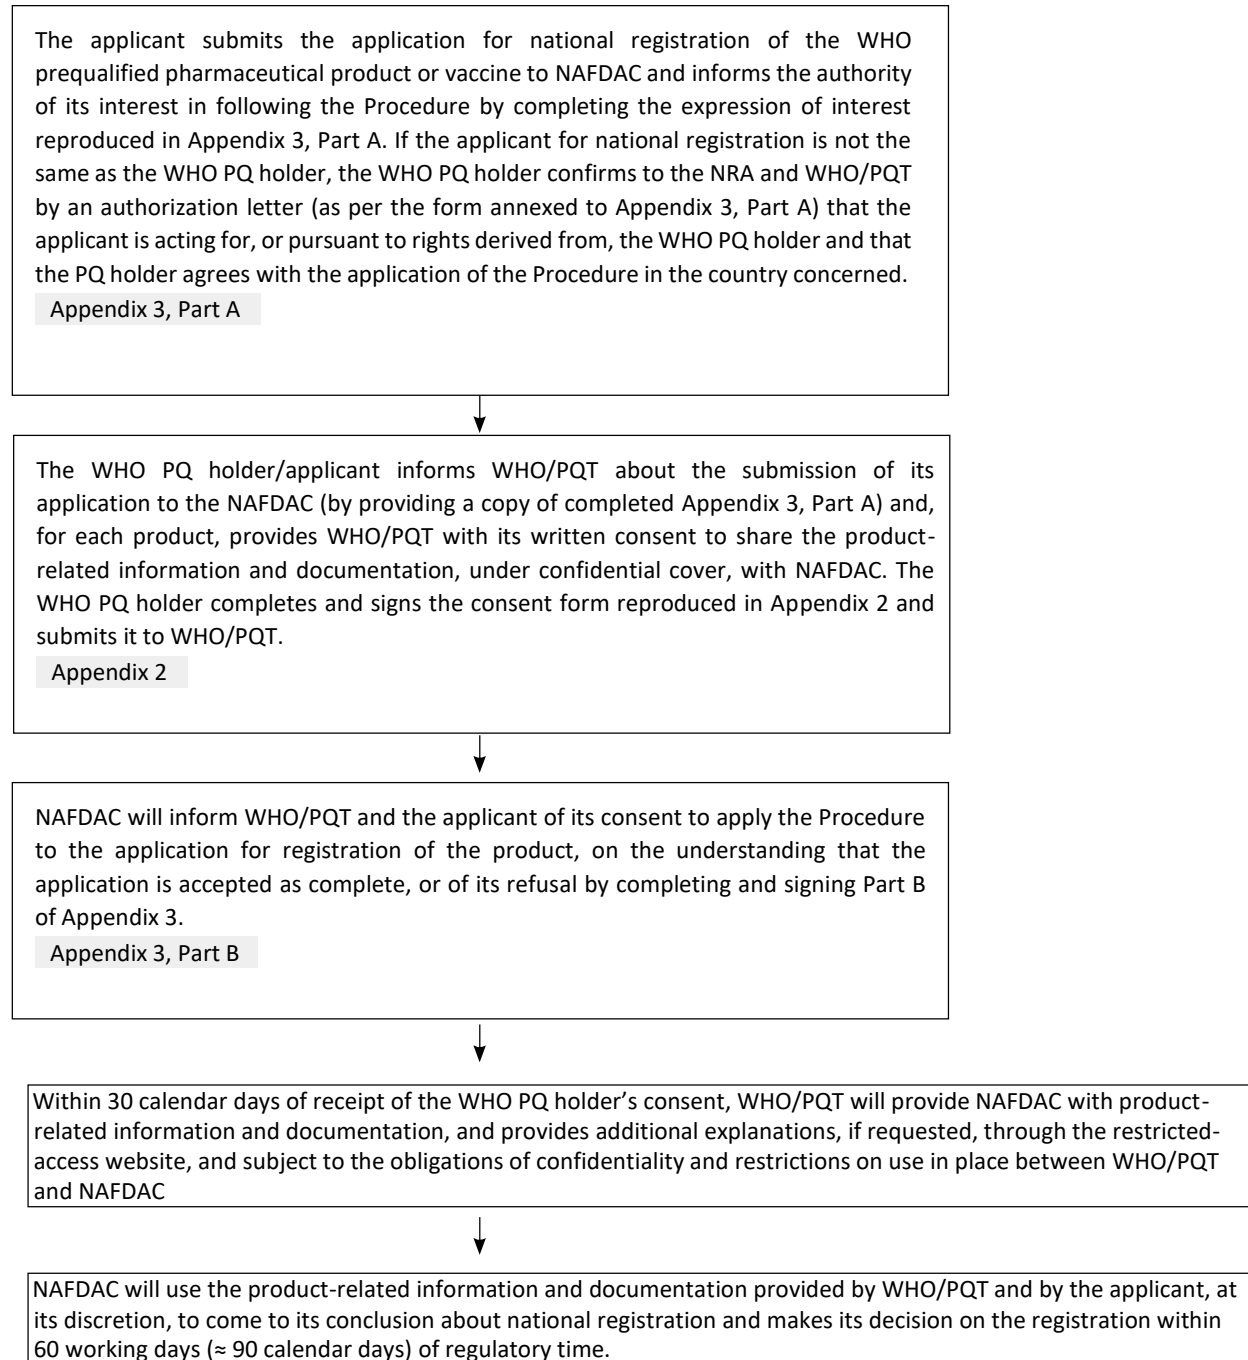 The applicant submits the application for national registration of the WHO
prequalified pharmaceutical product or vaccine to NAFDAC and informs the authority
of its interest in following the Procedure by completing the expression of interest
reproduced in Appendix 3, Part A. If the applicant for national registration is not the
same as the WHO PQ holder, the WHO PQ holder confirms to the NRA and WHO/PQT
by an authorization letter (as per the form annexed to Appendix 3, Part A) that the
applicant is acting for, or pursuant to rights derived from, the WHO PQ holder and that
the PQ holder agrees with the application of the Procedure in the country concerned.
Appendix 3, Part A
The WHO PQ holder/applicant informs WHO/PQT about the submission of its
application to the NAFDAC (by providing a copy of completed Appendix 3, Part A) and,
for each product, provides WHO/PQT with its written consent to share the product-
related information and documentation, under confidential cover, with NAFDAC. The
WHO PQ holder completes and signs the consent form reproduced in Appendix 2 and
submits it to WHO/PQT.
Appendix 2
NAFDAC will inform WHO/PQT and the applicant of its consent to apply the Procedure
to the application for registration of the product, on the understanding that the
application is accepted as complete, or of its refusal by completing and signing Part B
of Appendix 3.
Appendix 3, Part B
Within 30 calendar days of receipt of the WHO PQ holder’s consent, WHO/PQT will provide NAFDAC with product-
related information and documentation, and provides additional explanations, if requested, through the restricted-
access website, and subject to the obligations of confidentiality and restrictions on use in place between WHO/PQT
and NAFDAC
NAFDAC will use the product-related information and documentation provided by WHO/PQT and by the applicant, at
its discretion, to come to its conclusion about national registration and makes its decision on the registration within
60 working days (≈ 90 calendar days) of regulatory time.